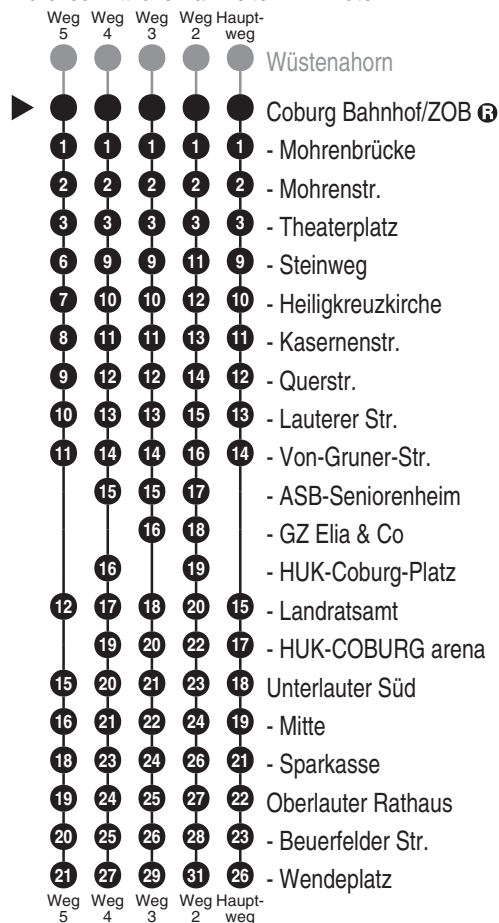 Weg Weg Weg Weg Haupt-
5 4 3 2 weg
Wüstenahorn
Coburg Bahnhof/ZOB R
1 1 1 1 1 - Mohrenbrücke
2 2 2 2 2 - Mohrenstr.
3 3 3 3 3 - Theaterplatz
6 9 9 11 9 - Steinweg
7 10 10 12 10 - Heiligkreuzkirche
8 11 11 13 11 - Kasernenstr.
9 12 12 14 12 - Querstr.
10 13 13 15 13 - Lauterer Str.
11 14 14 16 14 - Von-Gruner-Str.
15 15 17 - ASB-Seniorenheim
16 18 - GZ Elia & Co
16 19 - HUK-Coburg-Platz
12 17 18 20 15 - Landratsamt
19 20 22 17 - HUK-COBURG arena
15 20 21 23 18 Unterlauter Süd
16 21 22 24 19 - Mitte
18 23 24 26 21 - Sparkasse
19 24 25 27 22 Oberlauter Rathaus
20 25 26 28 23 - Beuerfelder Str.
21 27 29 31 26 - Wendeplatz
Weg Weg Weg Weg Haupt-
5 4 3 2 weg